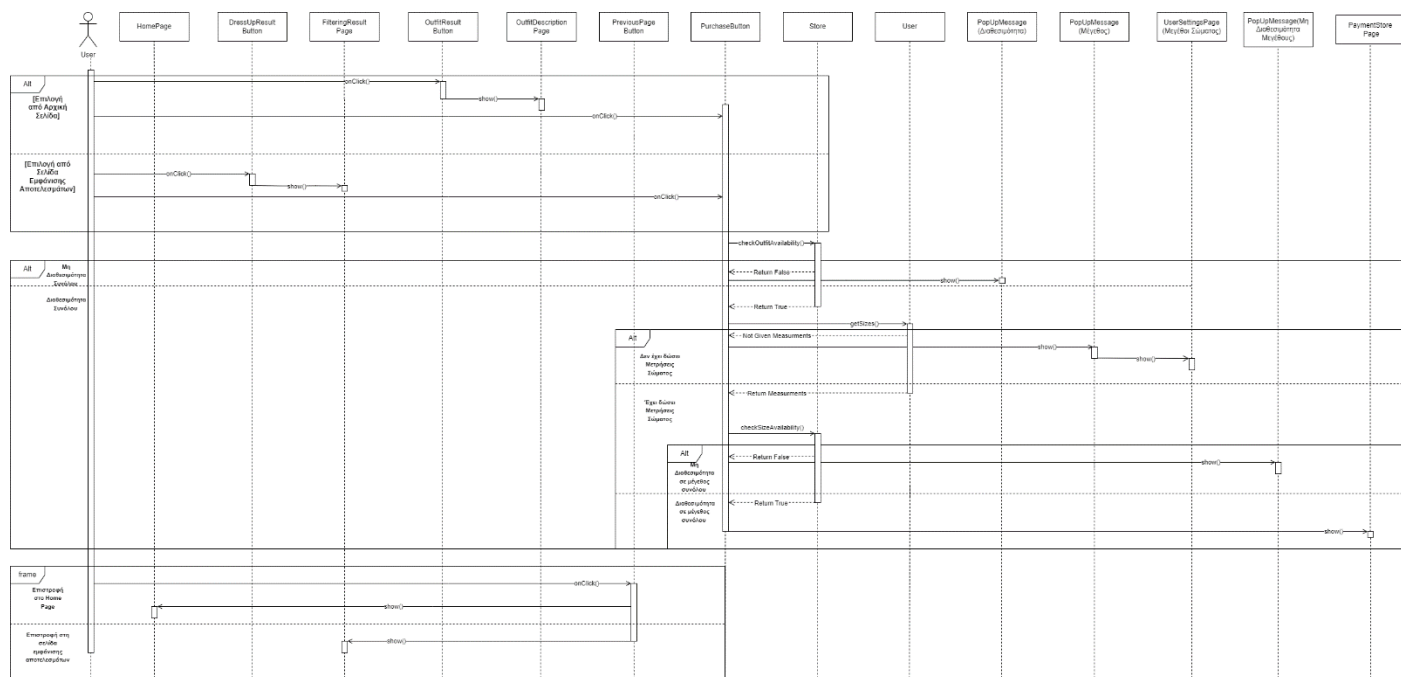 HomePage
DressUpResult
Button
FilteringResult
Page
OutfitResult
Button
OutfitDescription
Page
PreviousPage
Button
PurchaseButton
Store
User
PopUpMessage
(Διαθεσιμότητα)
PopUpMessage
(Μέγεθος)
UserSettingsPage
(Μεγέθοι Σώματος)
PopUpMessage(Μη
Διαθεσιμότητα
Μεγέθους)
PaymentStore
Page
User
Alt
[Επιλογή
από Αρχική
Σελίδα]
onClick()
show()
onClick()
[Επιλογή από
Σελίδα
Εμφάνισης
Αποτελεσμάτων]
onClick()
show()
onClick()
checkOutfitAvailability()
Alt
Μη
Διαθεσιμότητα
Συνόλου
Return False
show()
Διαθεσιμότητα
Συνόλου
Return True
getSizes()
Alt
Not Given Measurments
Δεν έχει δώσει
Μετρήσεις
Σώματος
show()
show()
Return Measurments
Έχει δώσει
Μετρήσεις
Σώματος
checkSizeAvailability()
Alt
Return False
Μη
Διαθεσιμότητα
σε μέγεθος
συνόλου
show()
Διαθεσιμότητα
σε μέγεθος
συνόλου
Return True
show()
frame
Επιστροφή
στο Home
Page
onClick()
show()
Επιστροφή στη
σελίδα
εμφάνισης
αποτελεσμάτων
show()